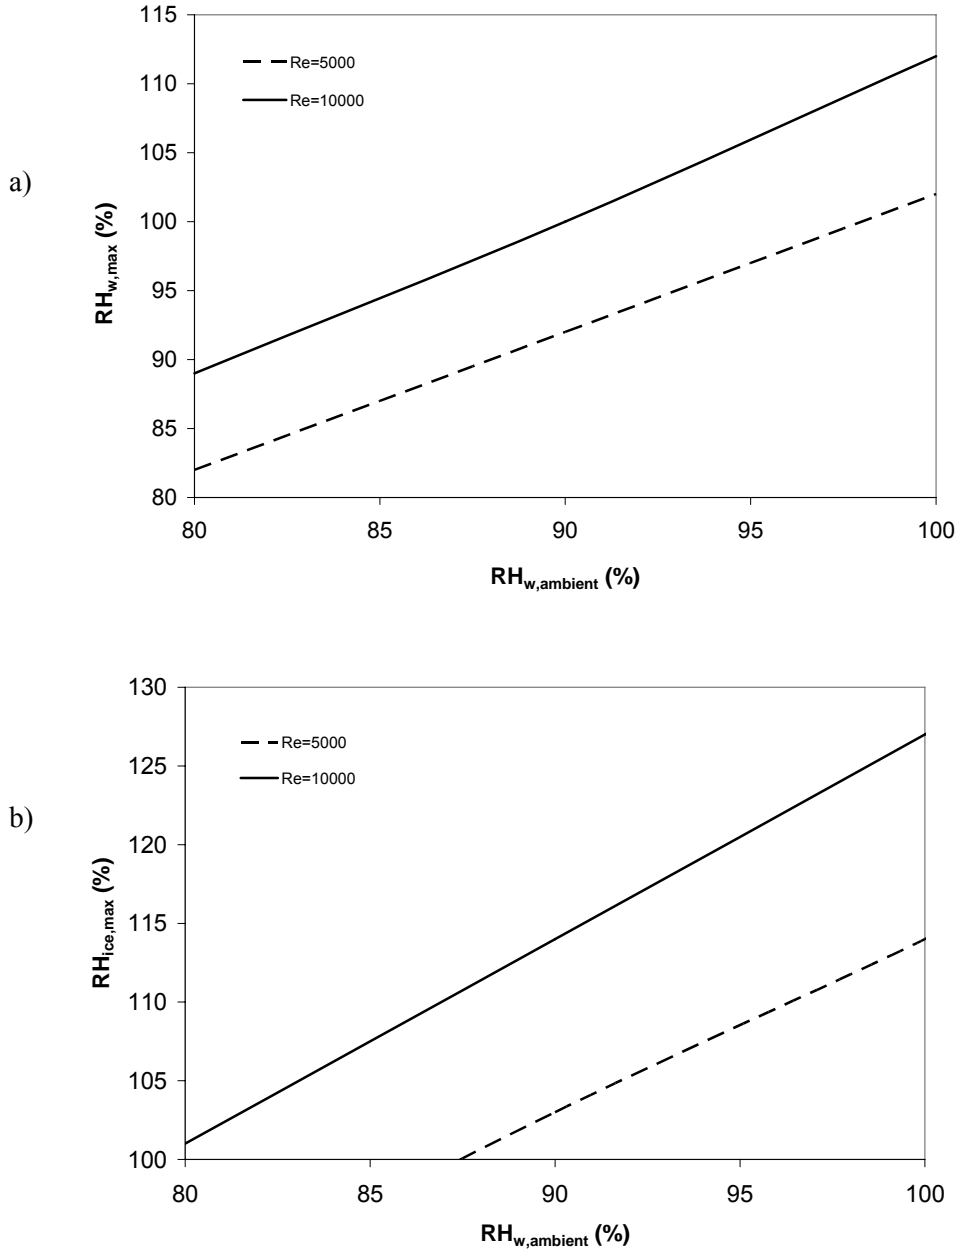 a)
RHw,max (%)
115
110
105
100
95
90
85
80
Re=5000
Re=10000
80 85 90 95 100
RHw,ambient (%)
b)
RHice,max (%)
130
125
120
115
110
105
100
Re=5000
Re=10000
80 85 90 95 100
RHw,ambient (%)